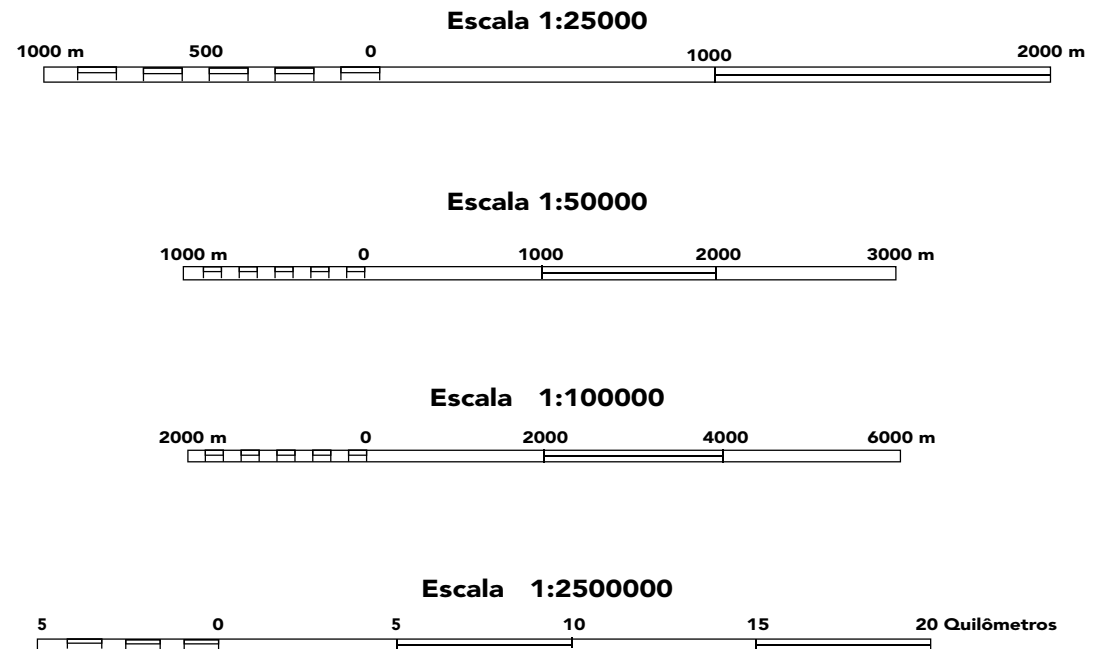 Escala 1:25000
1000 m 500 0 1000 2000 m
Escala 1:50000
1000 m 0 1000 2000 3000 m
Escala 1:100000
2000 m 0 2000 4000 6000 m
Escala 1:2500000
5 0 5 10 15 20 Quilômetros